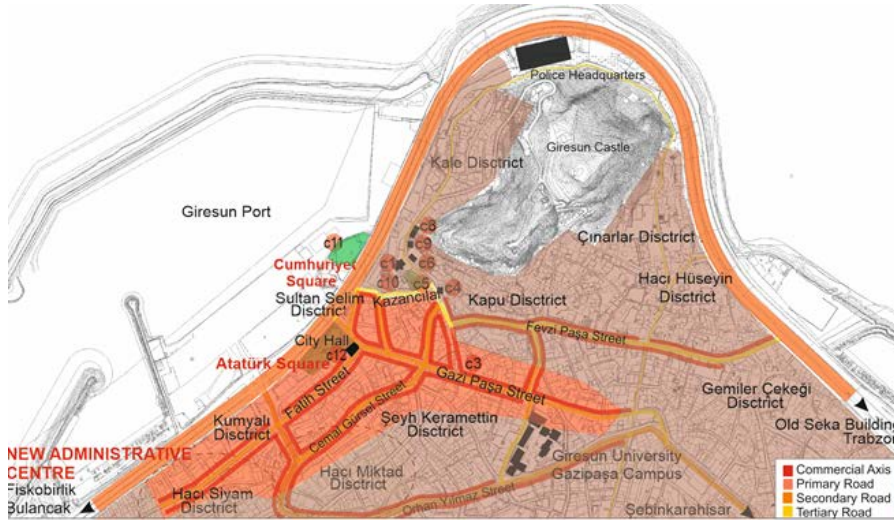 Police Headquarters
Giresun Castle
Kale Disctrict
Giresun Port
c8
c11
c9
Çınarlar Disctrict
Cumhuriyet
Square
c1
c6
c10
c5
c4
Hacı Hüseyin
Disctrict
Sultan Selim
Disctrict
Kazancılar
Kapu Disctrict
Fevzi Paşa Street
City Hall
c12
Atatürk Square
c3
Gazi Paşa Street
Fatih Street
Cemal Gürsel Street
Gemiler Çekeği
Disctrict
Kumyalı
Disctrict
Şeyh Keramettin
Disctrict
Old Seka Building
Trabzon
NEW ADMINISTRATIVE
CENTRE
Fiskobirlik
Bulancak
Giresun University
Gazipaşa Campus
Hacı Miktad
Disctrict
Hacı Siyam
Disctrict
Orhan Yılmaz Street
Şebinkarahisar
Commercial Axis
Primary Road
Secondary Road
Tertiary Road